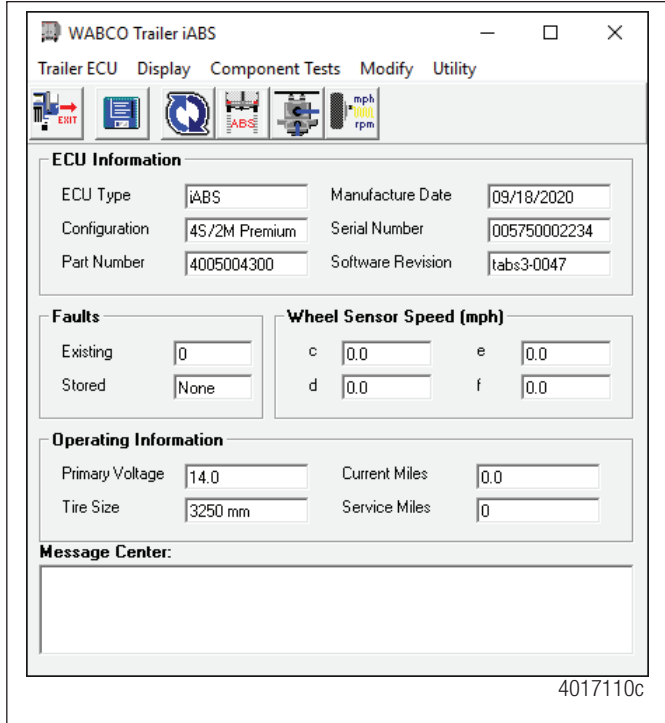 WABCO Trailer iABS
Trailer ECU Display Component Tests Modify Utility
EXIT ABS mph rpm
ECU Information
ECU Type iABS Manufacture Date 09/18/2020
Configuration 4S/2M Premium Serial Number 005750002234
Part Number 4005004300 Software Revision tabs3-0047
Faults Wheel Sensor Speed (mph)
Existing 0 c 0.0 e 0.0
Stored None d 0.0 f 0.0
Operating Information
Primary Voltage 14.0 Current Miles 0.0
Tire Size 3250 mm Service Miles 0
Message Center:
4017110c